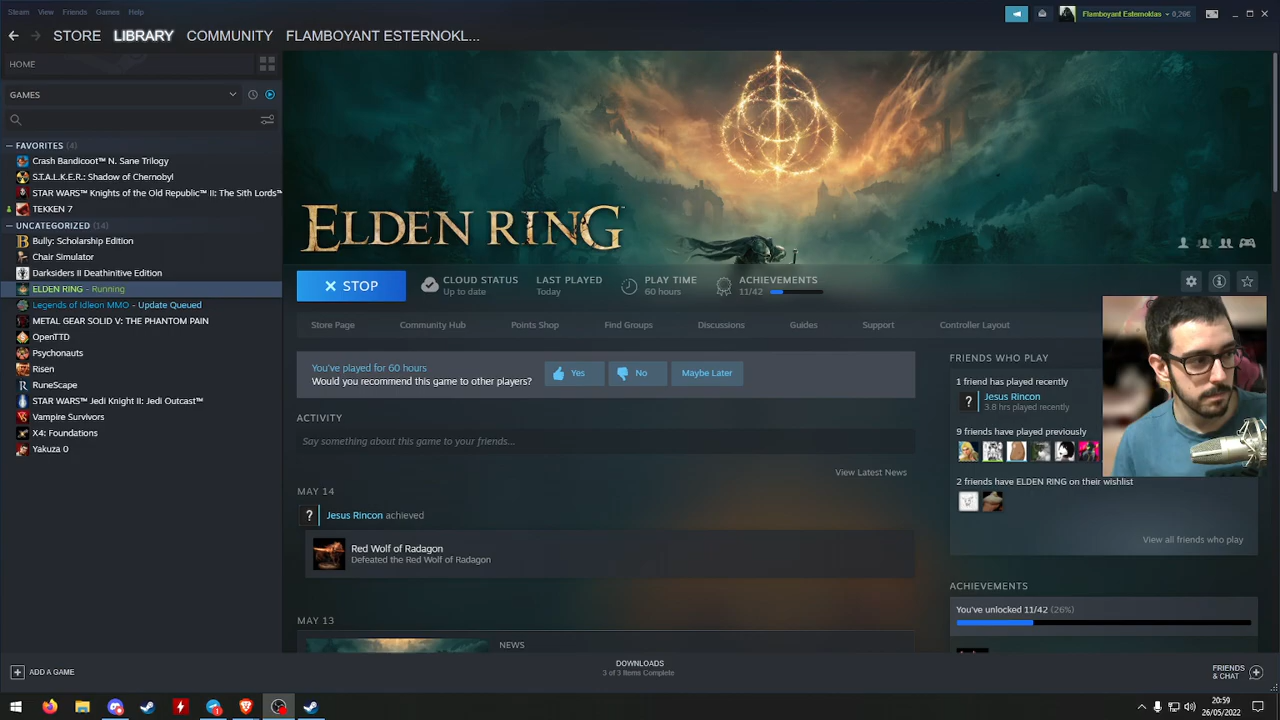 Steam View Friends Games Help
Flamboyant Esternoklas 0,26€
STORE LIBRARY COMMUNITY FLAMBOYANT ESTERNOKL...
HOME
GAMES
FAVORITES (4)
Crash Bandicoot™ N. Sane Trilogy
S.T.A.L.K.E.R.: Shadow of Chernobyl
STAR WARS™ Knights of the Old Republic™ II: The Sith Lords™
TEKKEN 7
UNCATEGORIZED (14)
Bully: Scholarship Edition
Chair Simulator
Darksiders II Deathinitive Edition
ELDEN RING - Running
Legends of Idleon MMO - Update Queued
METAL GEAR SOLID V: THE PHANTOM PAIN
OpenTTD
Psychonauts
Risen
RuneScape
STAR WARS™ Jedi Knight II: Jedi Outcast™
Vampire Survivors
X4: Foundations
Yakuza 0
ADD A GAME
ELDEN RING
STOP
CLOUD STATUS
Up to date
LAST PLAYED
Today
PLAY TIME
60 hours
ACHIEVEMENTS
11/42
Store Page Community Hub Points Shop Find Groups Discussions Guides Support Controller Layout
You've played for 60 hours
Would you recommend this game to other players?
Yes No Maybe Later
ACTIVITY
Say something about this game to your friends...
View Latest News
MAY 14
? Jesus Rincon achieved
Red Wolf of Radagon
Defeated the Red Wolf of Radagon
MAY 13
NEWS
FRIENDS WHO PLAY
1 friend has played recently
? Jesus Rincon
3.8 hrs played recently
9 friends have played previously
2 friends have ELDEN RING on their wishlist
View all friends who play
ACHIEVEMENTS
You've unlocked 11/42 (26%)
DOWNLOADS
3 of 3 Items Complete
FRIENDS
& CHAT
20:59
26/05/2022